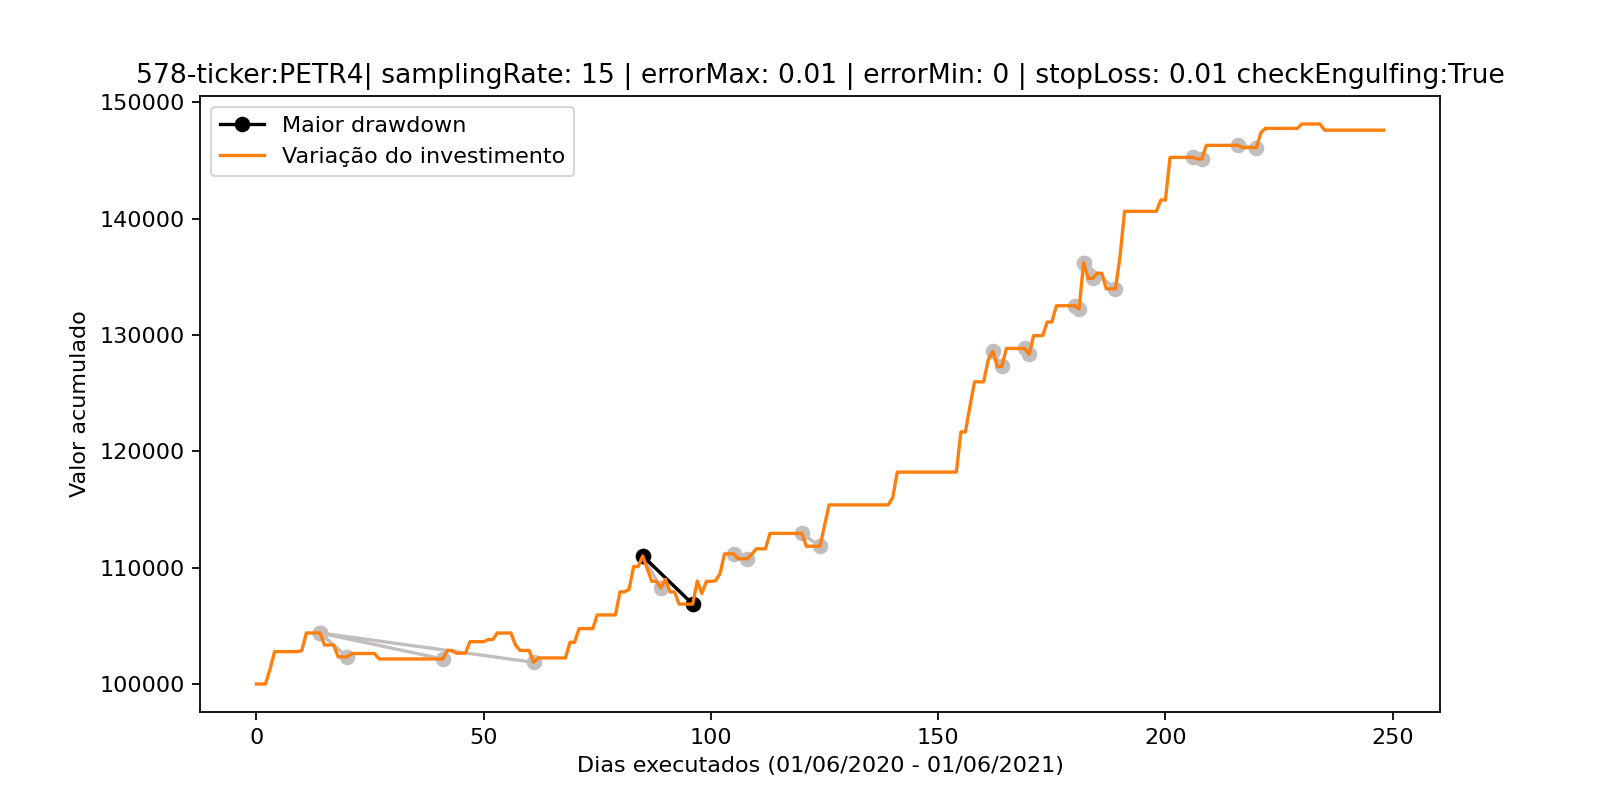 578-ticker:PETR4| samplingRate: 15 | errorMax: 0.01 | errorMin: 0 | stopLoss: 0.01 checkEngulfing:True
Maior drawdown
Variação do investimento
Valor acumulado
150000
140000
130000
120000
110000
100000
0 50 100 150 200 250
Dias executados (01/06/2020 - 01/06/2021)